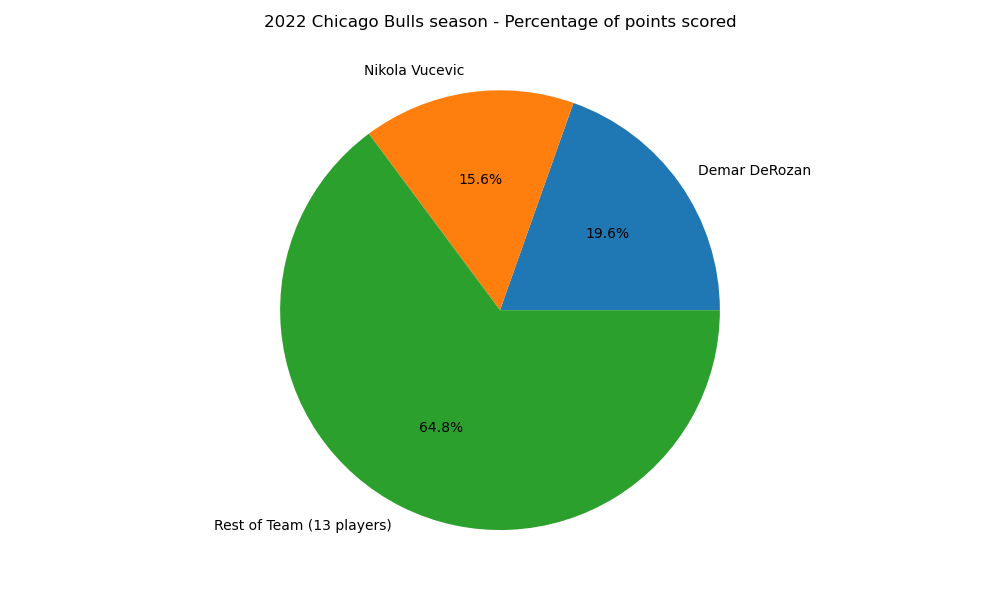 2022 Chicago Bulls season - Percentage of points scored
Nikola Vucevic
Demar DeRozan
15.6%
19.6%
64.8%
Rest of Team (13 players)